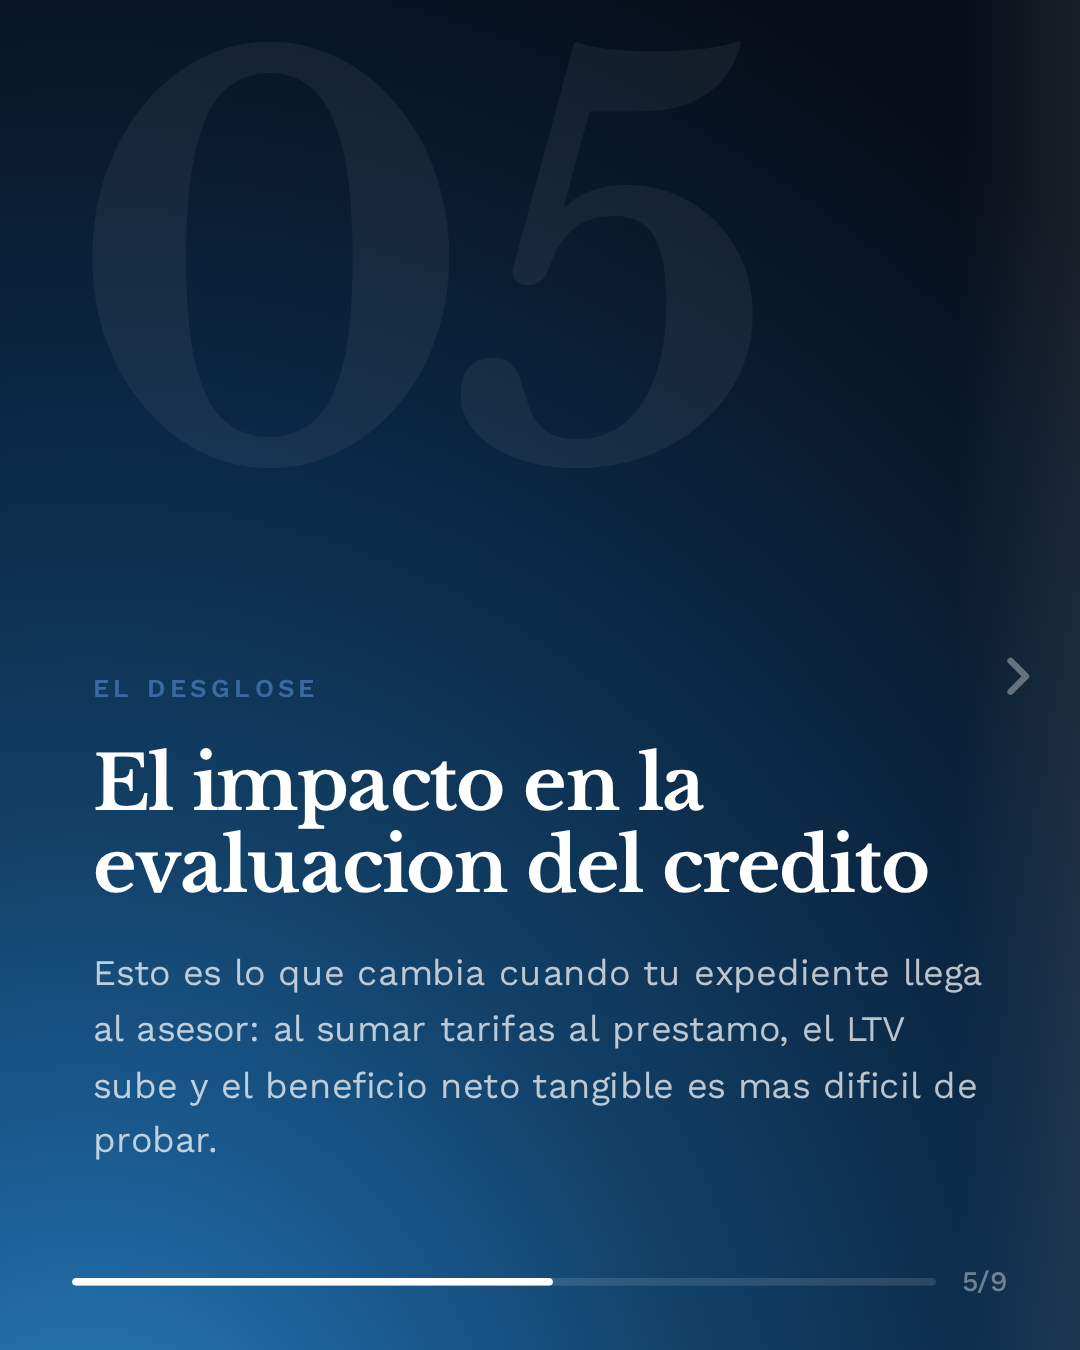 05
EL DESGLOSE
El impacto en la
evaluacion del credito
Esto es lo que cambia cuando tu expediente llega
al asesor: al sumar tarifas al prestamo, el LTV
sube y el beneficio neto tangible es mas dificil de
probar.
5/9